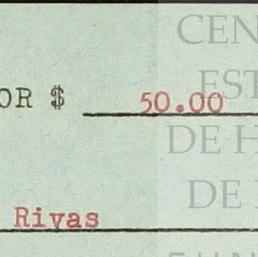 OR $ 50.00
Rivas
CEN
EST
DE H
DE